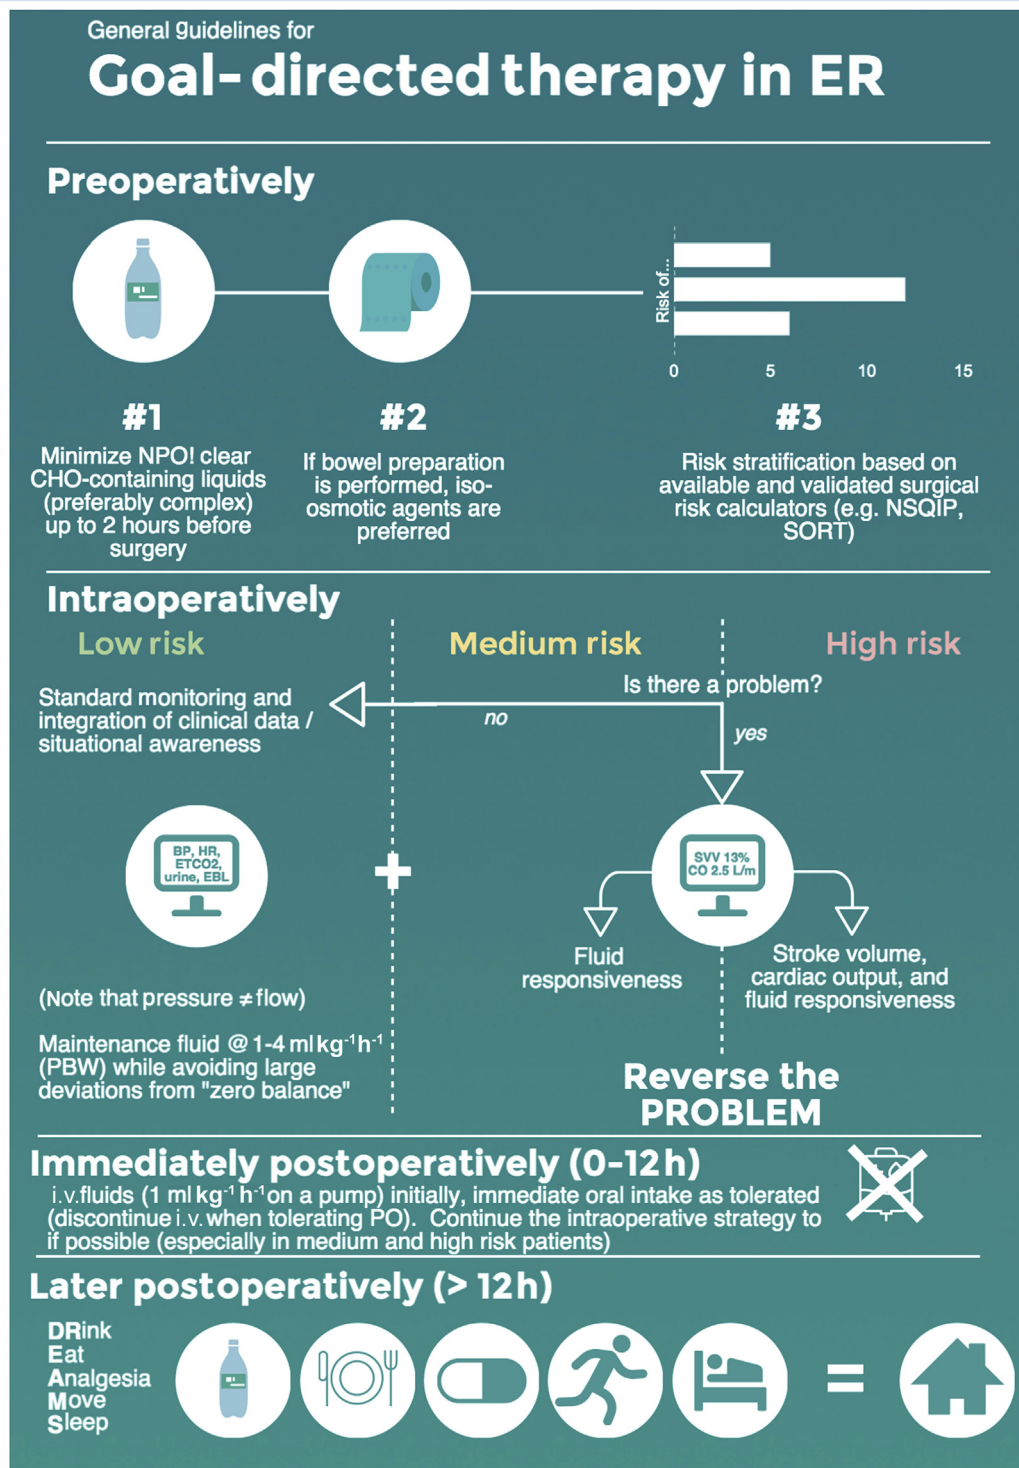 General guidelines for
Goal-directed therapy in ER
Preoperatively
Risk of...
0 5 10 15
#1
Minimize NPO! clear
CHO-containing liquids
(preferably complex)
up to 2 hours before
surgery
#2
If bowel preparation
is performed, iso-
osmotic agents are
preferred
#3
Risk stratification based on
available and validated surgical
risk calculators (e.g. NSQIP,
SORT)
Intraoperatively
Low risk
Medium risk
High risk
Standard monitoring and
integration of clinical data /
situational awareness
Is there a problem?
no
yes
BP, HR,
ETCO2,
urine, EBL
+
SVV 13%
CO 2.5 L/m
Fluid
responsiveness
Stroke volume,
cardiac output, and
fluid responsiveness
(Note that pressure ≠ flow)
Maintenance fluid @ 1-4 ml kg⁻¹ h⁻¹
(PBW) while avoiding large
deviations from "zero balance"
Reverse the
PROBLEM
Immediately postoperatively (0-12h)
i.v.fluids (1 ml kg⁻¹ h⁻¹ on a pump) initially, immediate oral intake as tolerated
(discontinue i.v. when tolerating PO). Continue the intraoperative strategy to
if possible (especially in medium and high risk patients)
Later postoperatively (> 12h)
DRink
Eat
Analgesia
Move
Sleep
=